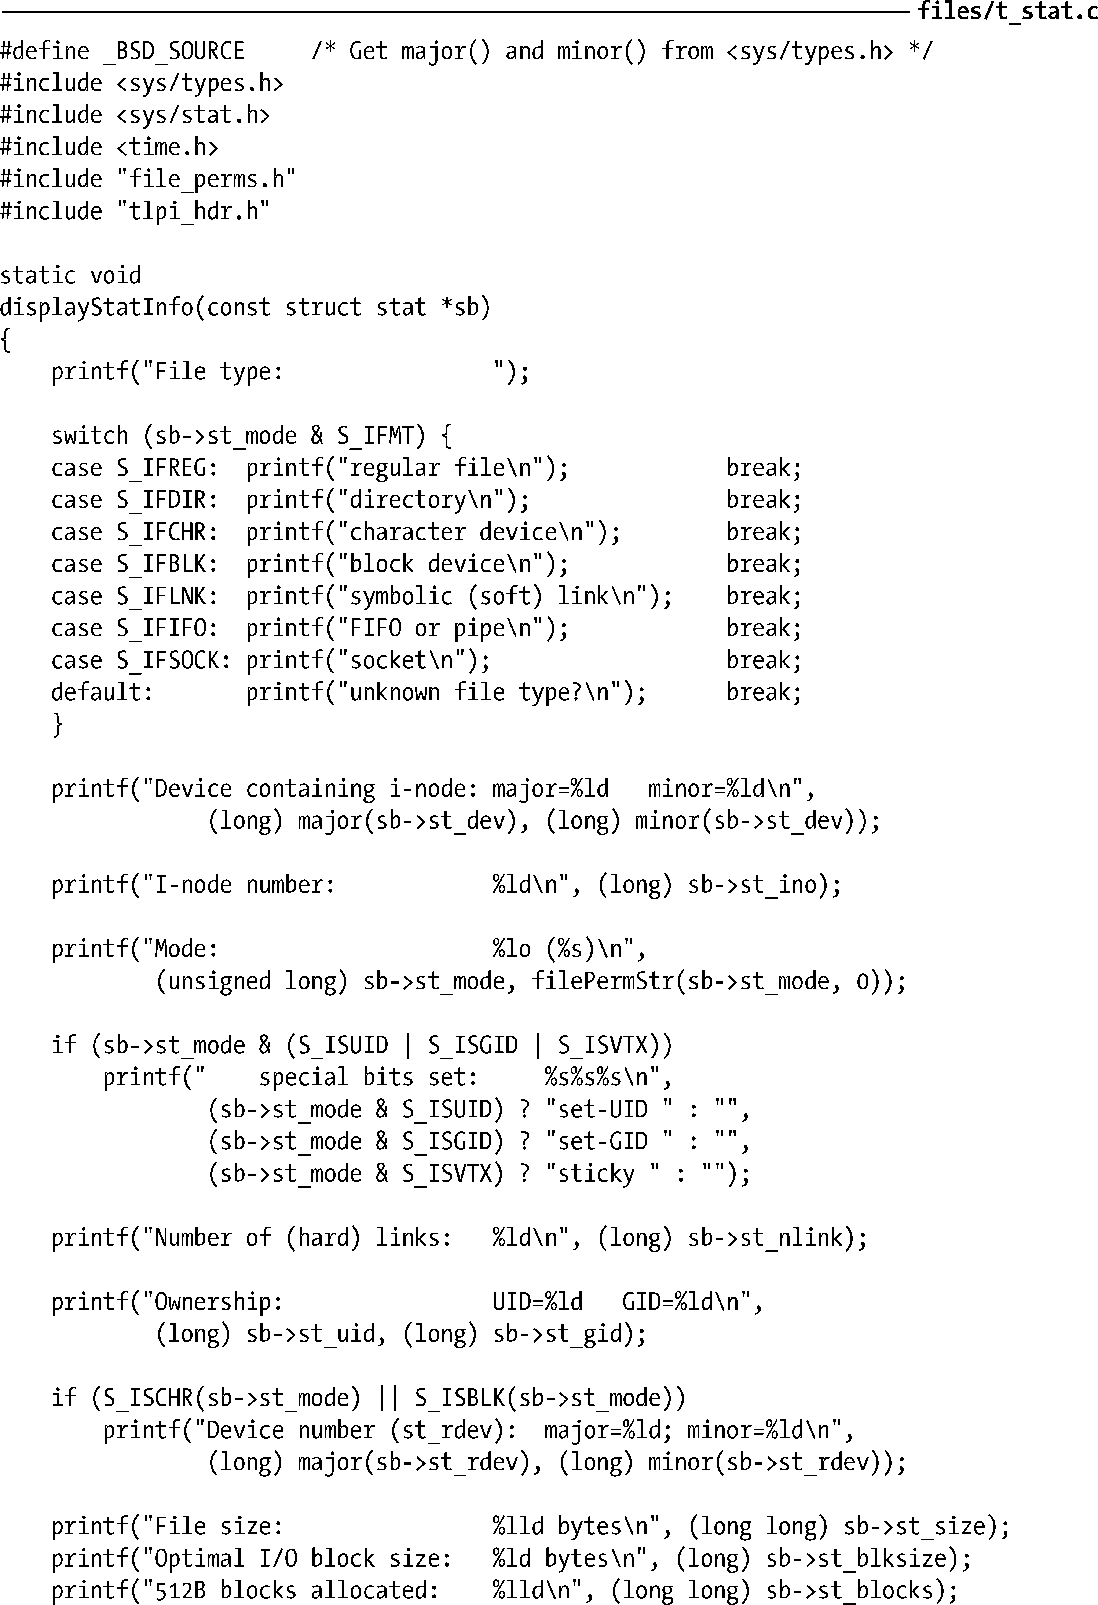 files/t_stat.c
#define _BSD_SOURCE     /* Get major() and minor() from <sys/types.h> */
#include <sys/types.h>
#include <sys/stat.h>
#include <time.h>
#include "file_perms.h"
#include "tlpi_hdr.h"

static void
displayStatInfo(const struct stat *sb)
{
    printf("File type:                ");

    switch (sb->st_mode & S_IFMT) {
    case S_IFREG:  printf("regular file\n");            break;
    case S_IFDIR:  printf("directory\n");               break;
    case S_IFCHR:  printf("character device\n");        break;
    case S_IFBLK:  printf("block device\n");            break;
    case S_IFLNK:  printf("symbolic (soft) link\n");    break;
    case S_IFIFO:  printf("FIFO or pipe\n");            break;
    case S_IFSOCK: printf("socket\n");                  break;
    default:       printf("unknown file type?\n");      break;
    }

    printf("Device containing i-node: major=%ld   minor=%ld\n",
                (long) major(sb->st_dev), (long) minor(sb->st_dev));

    printf("I-node number:            %ld\n", (long) sb->st_ino);

    printf("Mode:                     %lo (%s)\n",
            (unsigned long) sb->st_mode, filePermStr(sb->st_mode, 0));

    if (sb->st_mode & (S_ISUID | S_ISGID | S_ISVTX))
        printf("    special bits set:     %s%s%s\n",
                (sb->st_mode & S_ISUID) ? "set-UID " : "",
                (sb->st_mode & S_ISGID) ? "set-GID " : "",
                (sb->st_mode & S_ISVTX) ? "sticky " : "");

    printf("Number of (hard) links:   %ld\n", (long) sb->st_nlink);

    printf("Ownership:                UID=%ld   GID=%ld\n",
            (long) sb->st_uid, (long) sb->st_gid);

    if (S_ISCHR(sb->st_mode) || S_ISBLK(sb->st_mode))
        printf("Device number (st_rdev):  major=%ld; minor=%ld\n",
                (long) major(sb->st_rdev), (long) minor(sb->st_rdev));

    printf("File size:                %lld bytes\n", (long long) sb->st_size);
    printf("Optimal I/O block size:   %ld bytes\n", (long) sb->st_blksize);
    printf("512B blocks allocated:    %lld\n", (long long) sb->st_blocks);